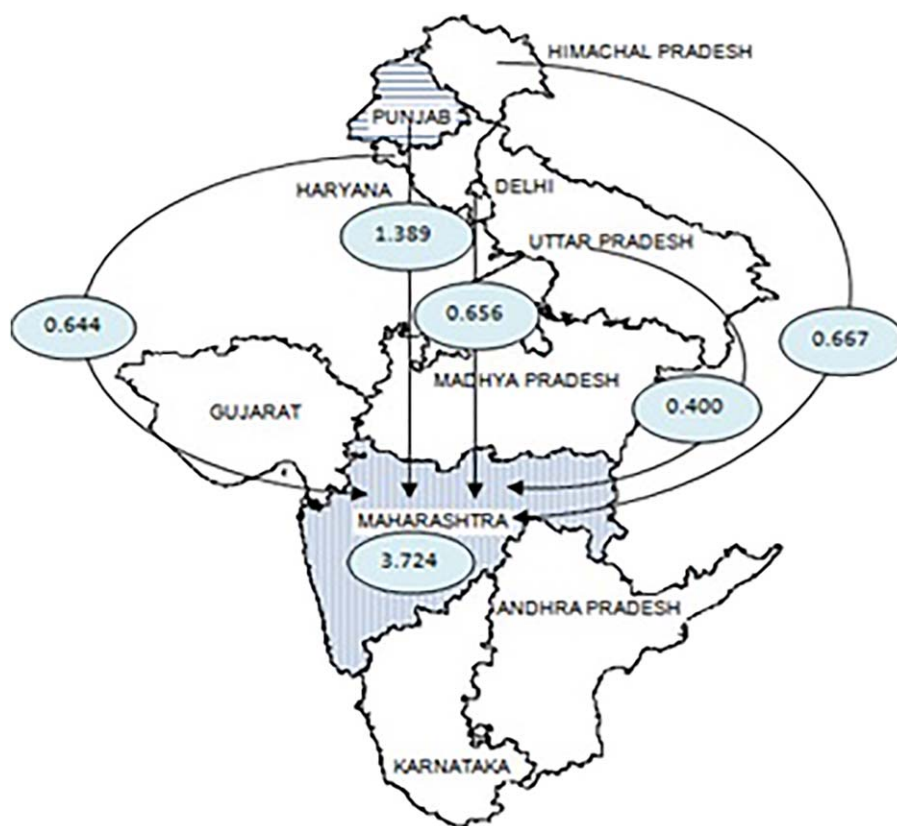 HIMACHAL PRADESH
PUNJAB
HARYANA
DELHI
1.389
UTTAR PRADESH
0.644
0.656
0.667
MADHYA PRADESH
GUJARAT
0.400
MAHARASHTRA
3.724
ANDHRA PRADESH
KARNATAKA